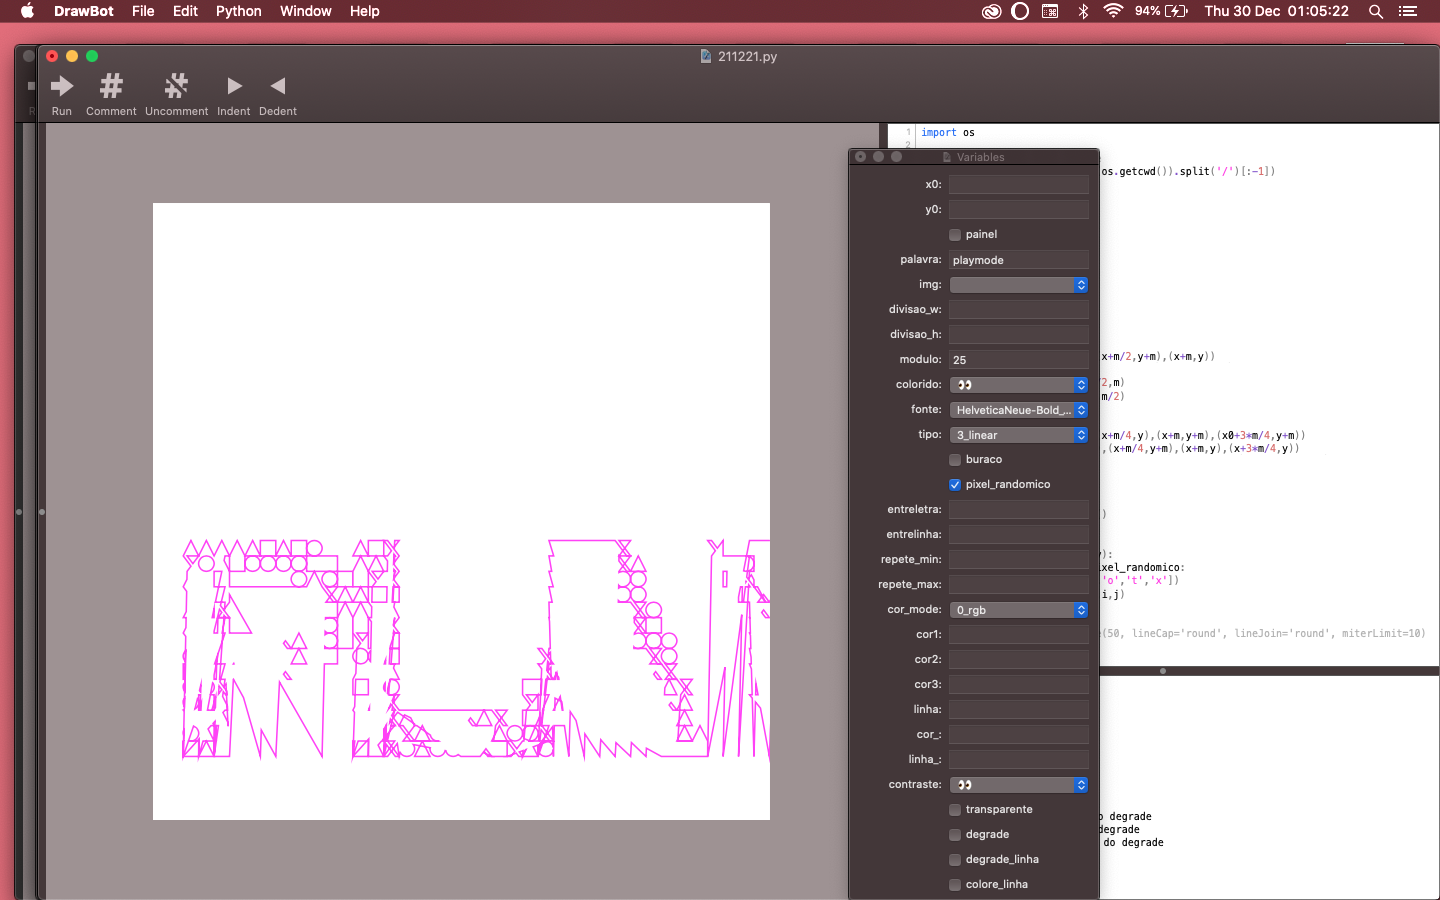 DrawBot File Edit Python Window Help 94% Thu 30 Dec 01:05:22
211221.py
Run Comment Uncomment Indent Dedent
1 import os
2
Variables
os.getcwd()).split('/')[:-1])
x0:
y0:
painel
palavra: playmode
img:
divisao_w:
divisao_h:
modulo: 25
colorido: 👀
fonte: HelveticaNeue-Bold_...
tipo: 3_linear
buraco
pixel_randomico
entreletra:
entrelinha:
repete_min:
repete_max:
cor_mode: 0_rgb
cor1:
cor2:
cor3:
linha:
cor_:
linha_:
contraste: 👀
transparente
degrade
degrade_linha
colore_linha
x+m/2,y+m),(x+m,y))
2,m)
m/2)
x+m/4,y),(x+m,y+m),(x0+3*m/4,y+m))
,(x+m/4,y+m),(x+m,y),(x+3*m/4,y))
)
):
xel_randomico:
'o','t','x'])
i,j)
(50, lineCap='round', lineJoin='round', miterLimit=10)
o degrade
degrade
do degrade